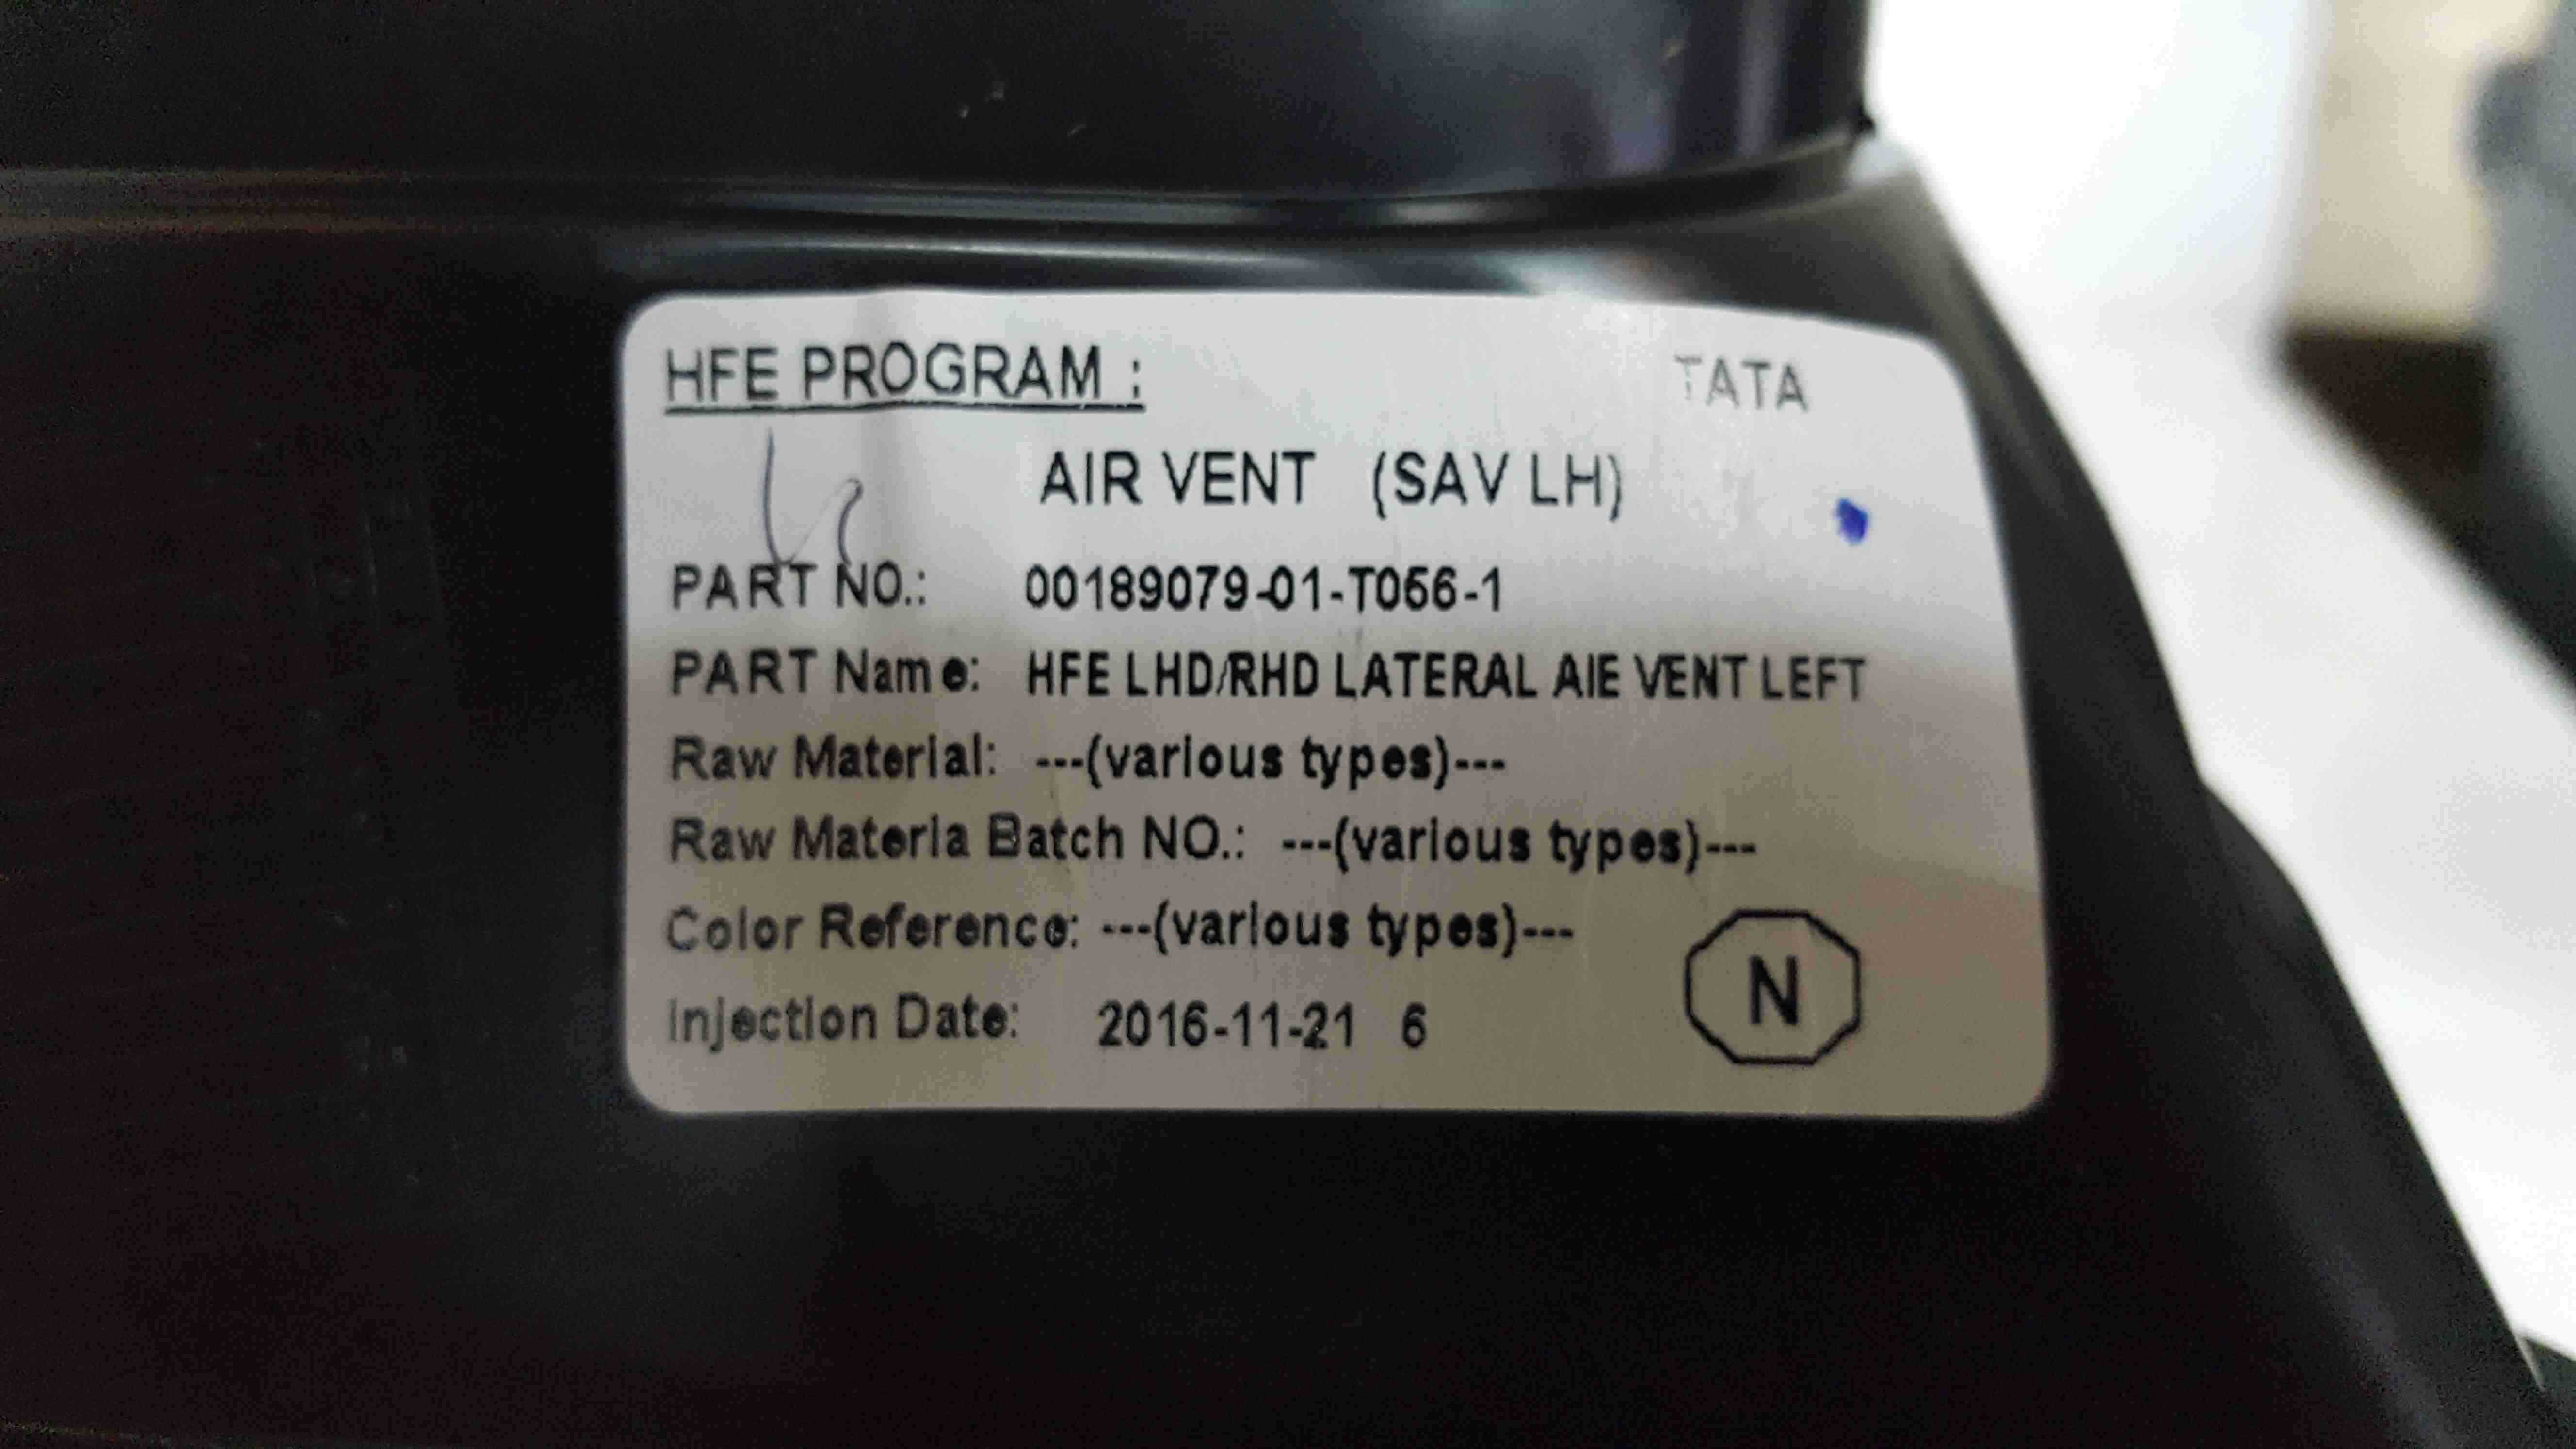 HFE PROGRAM : TATA
AIR VENT (SAV LH)
PART NO.: 00189079-01-T066-1
PART Name: HFE LHD/RHD LATERAL AIE VENT LEFT
Raw Material: ---(various types)---
Raw Materia Batch NO.: ---(various types)---
Color Reference: ---(various types)---
Injection Date: 2016-11-21 6
N